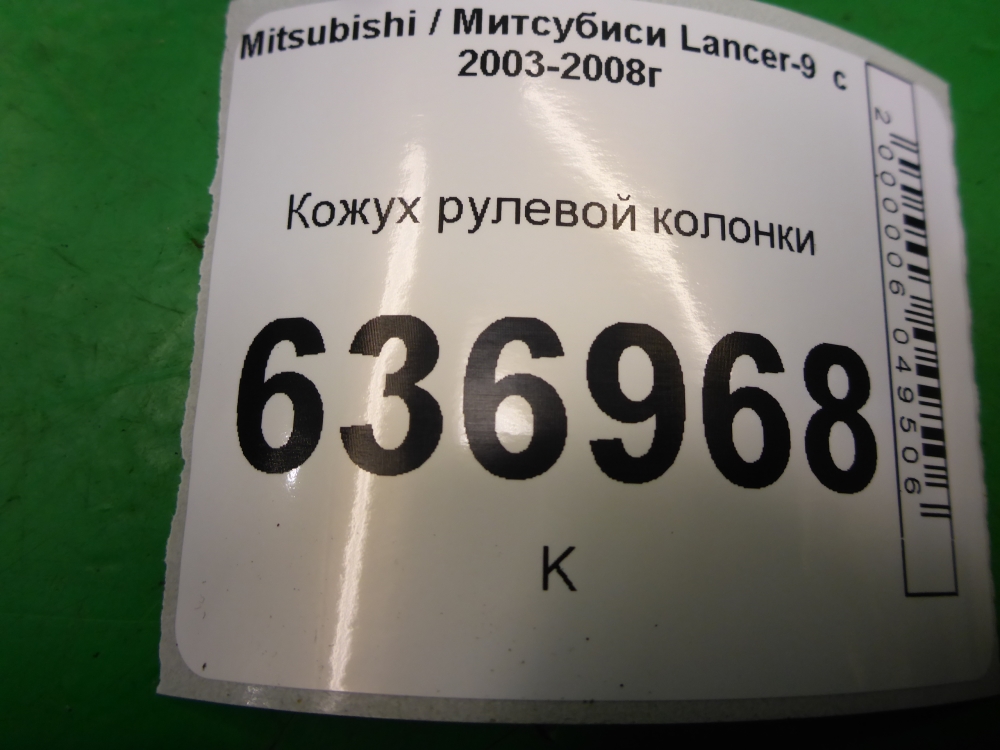 Mitsubishi / Митсубиси Lancer-9 с
2003-2008г
Кожух рулевой колонки
636968
К
2000006049506